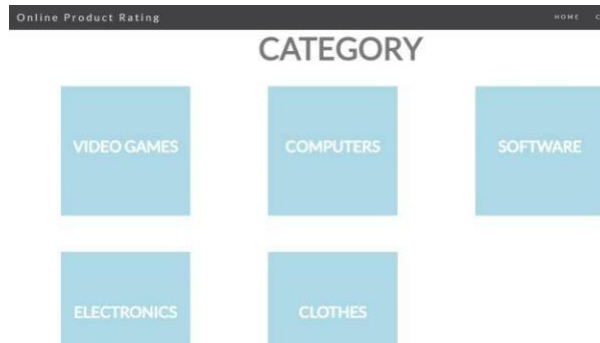 Online Product Rating HOME
CATEGORY
VIDEO GAMES COMPUTERS SOFTWARE
ELECTRONICS CLOTHES